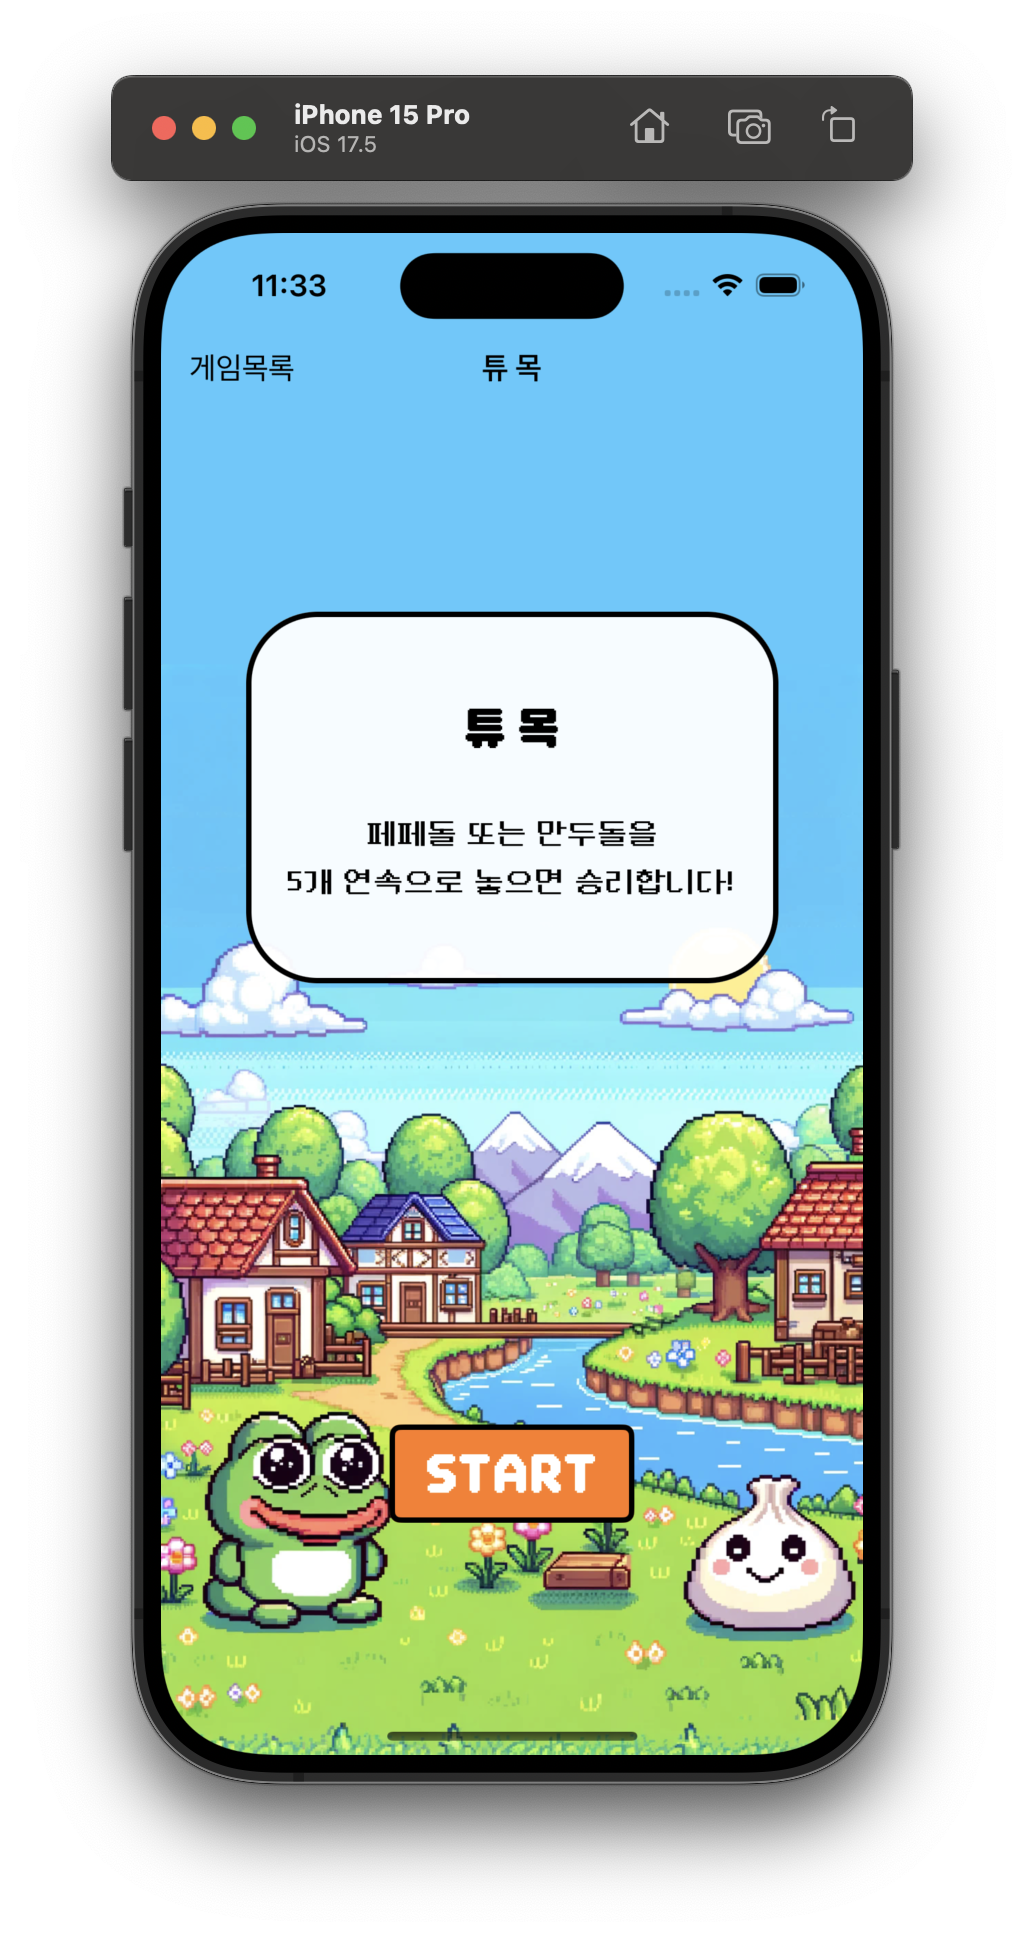 iPhone 15 Pro
iOS 17.5
11:33
게임목록
튜 목
튜 목
페페돌 또는 만두돌을
5개 연속으로 놓으면 승리합니다!
START